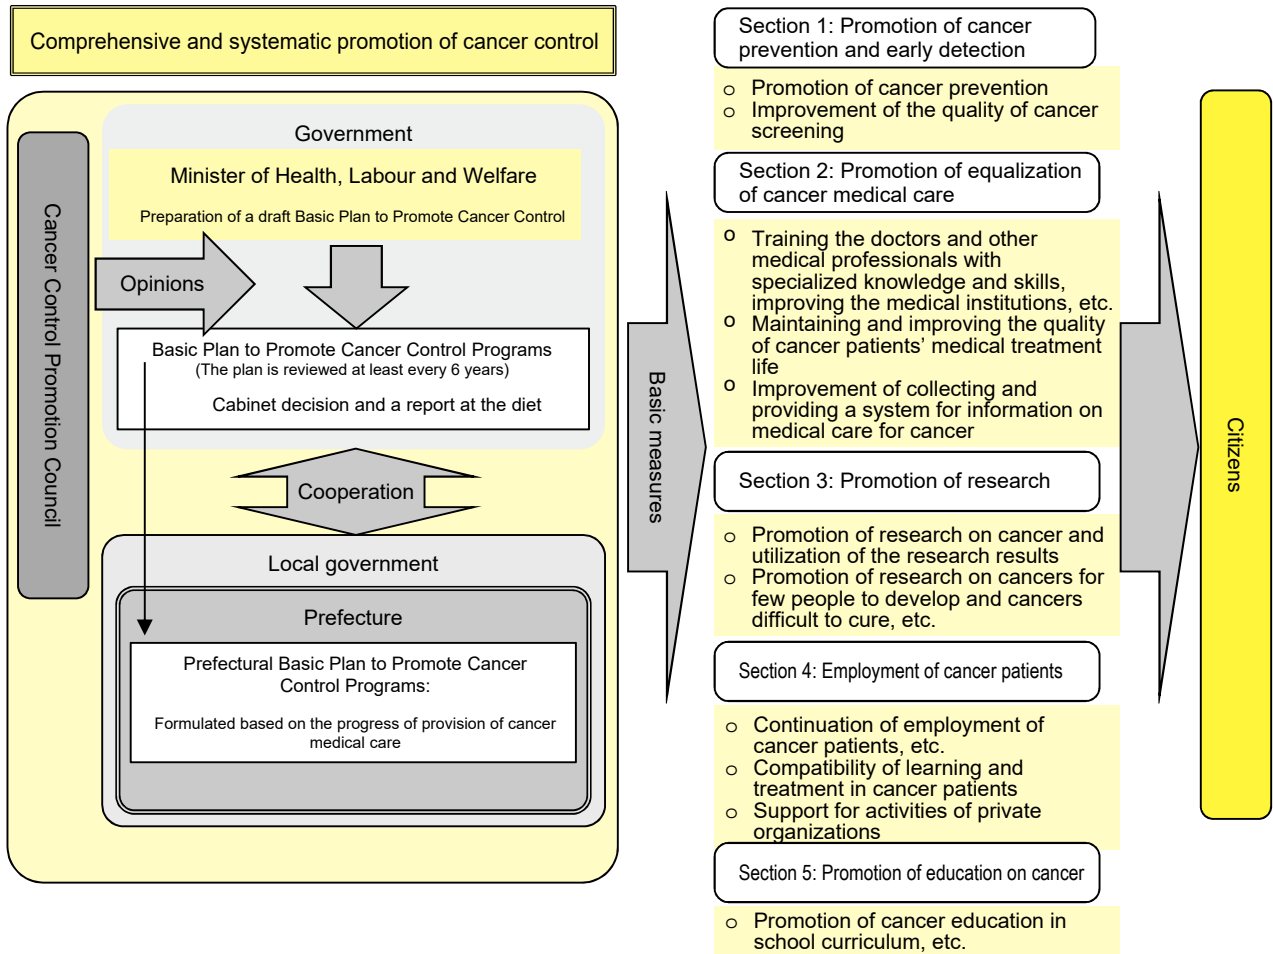 Comprehensive and systematic promotion of cancer control
Cancer Control Promotion Council
Government
Minister of Health, Labour and Welfare
Preparation of a draft Basic Plan to Promote Cancer Control
Opinions
Basic Plan to Promote Cancer Control Programs
(The plan is reviewed at least every 6 years)
Cabinet decision and a report at the diet
Cooperation
Local government
Prefecture
Prefectural Basic Plan to Promote Cancer
Control Programs:
Formulated based on the progress of provision of cancer
medical care
Basic measures
Section 1: Promotion of cancer
prevention and early detection
o Promotion of cancer prevention
o Improvement of the quality of cancer
screening
Section 2: Promotion of equalization
of cancer medical care
o Training the doctors and other
medical professionals with
specialized knowledge and skills,
improving the medical institutions, etc.
o Maintaining and improving the quality
of cancer patients’ medical treatment
life
o Improvement of collecting and
providing a system for information on
medical care for cancer
Section 3: Promotion of research
o Promotion of research on cancer and
utilization of the research results
o Promotion of research on cancers for
few people to develop and cancers
difficult to cure, etc.
Section 4: Employment of cancer patients
o Continuation of employment of
cancer patients, etc.
o Compatibility of learning and
treatment in cancer patients
o Support for activities of private
organizations
Section 5: Promotion of education on cancer
o Promotion of cancer education in
school curriculum, etc.
Citizens